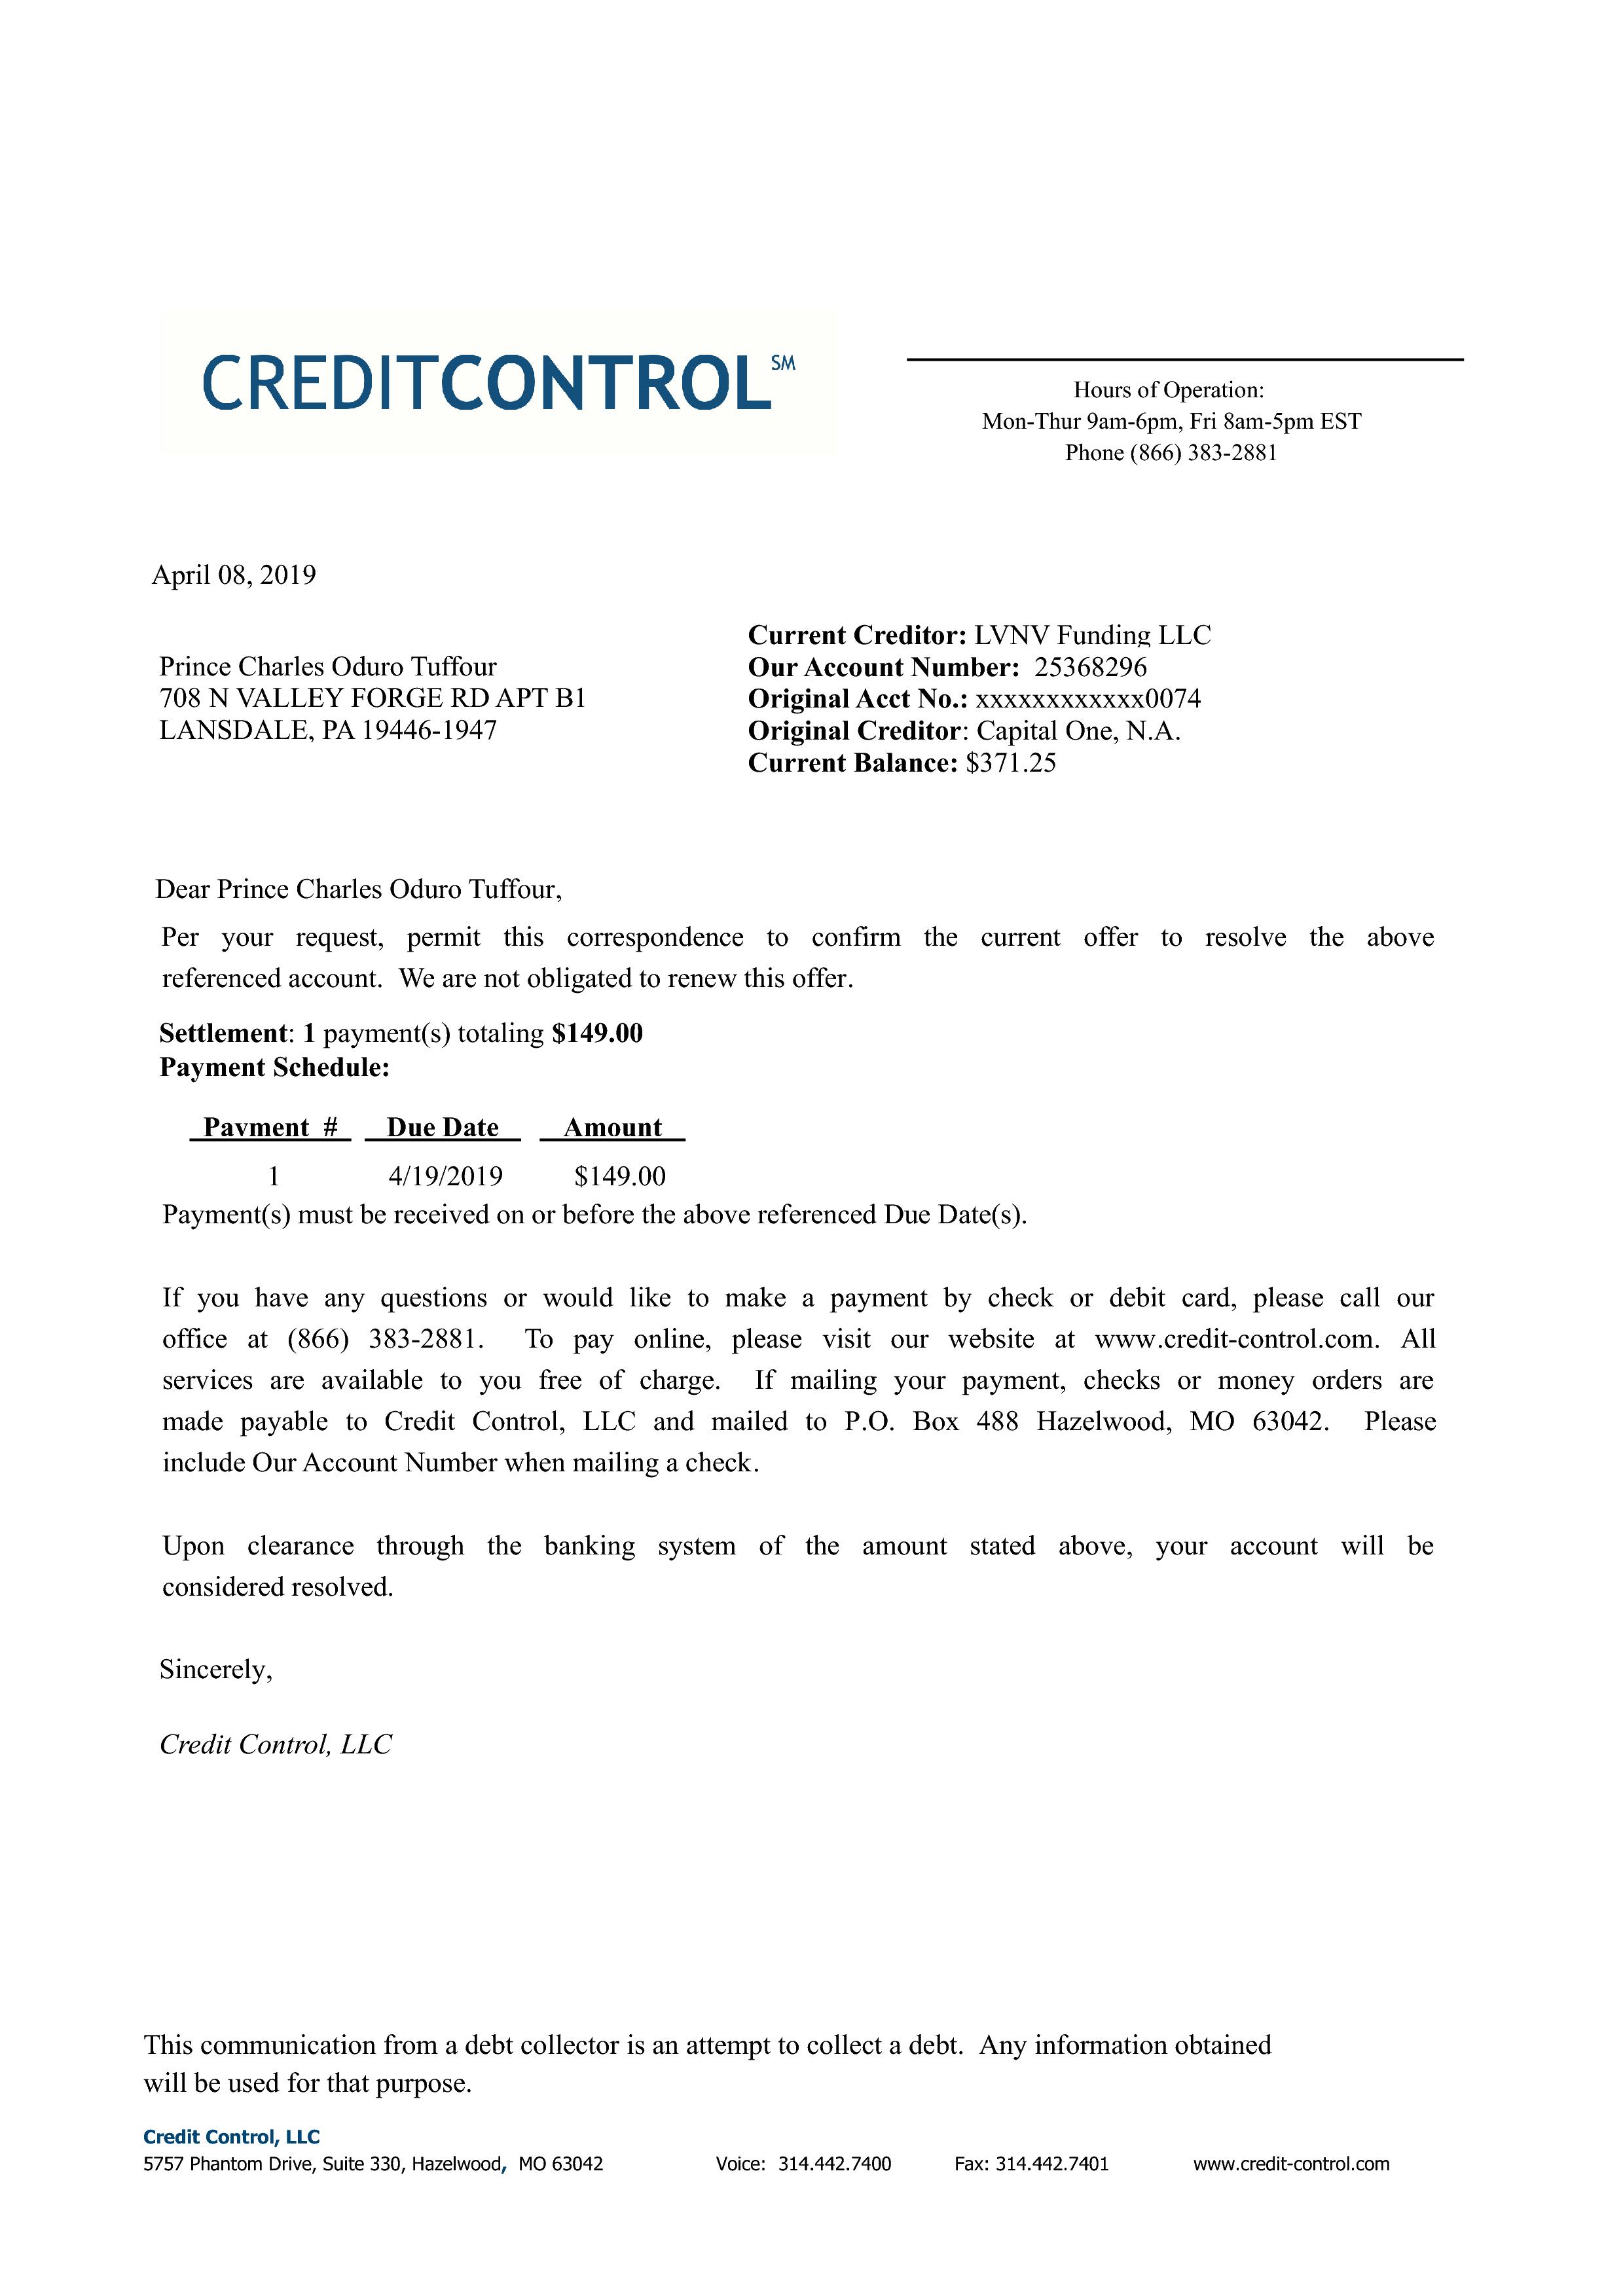 CREDITCONTROL℠
Hours of Operation:
Mon-Thur 9am-6pm, Fri 8am-5pm EST
Phone (866) 383-2881
April 08, 2019
Current Creditor: LVNV Funding LLC
Prince Charles Oduro Tuffour
Our Account Number: 25368296
708 N VALLEY FORGE RD APT B1
Original Acct No.: xxxxxxxxxxxx0074
LANSDALE, PA 19446-1947
Original Creditor: Capital One, N.A.
Current Balance: $371.25
Dear Prince Charles Oduro Tuffour,
Per your request, permit this correspondence to confirm the current offer to resolve the above
referenced account. We are not obligated to renew this offer.
Settlement: 1 payment(s) totaling $149.00
Payment Schedule:
Payment # Due Date Amount
1 4/19/2019 $149.00
Payment(s) must be received on or before the above referenced Due Date(s).
If you have any questions or would like to make a payment by check or debit card, please call our
office at (866) 383-2881. To pay online, please visit our website at www.credit-control.com. All
services are available to you free of charge. If mailing your payment, checks or money orders are
made payable to Credit Control, LLC and mailed to P.O. Box 488 Hazelwood, MO 63042. Please
include Our Account Number when mailing a check.
Upon clearance through the banking system of the amount stated above, your account will be
considered resolved.
Sincerely,
Credit Control, LLC
This communication from a debt collector is an attempt to collect a debt. Any information obtained
will be used for that purpose.
Credit Control, LLC
5757 Phantom Drive, Suite 330, Hazelwood, MO 63042 Voice: 314.442.7400 Fax: 314.442.7401 www.credit-control.com